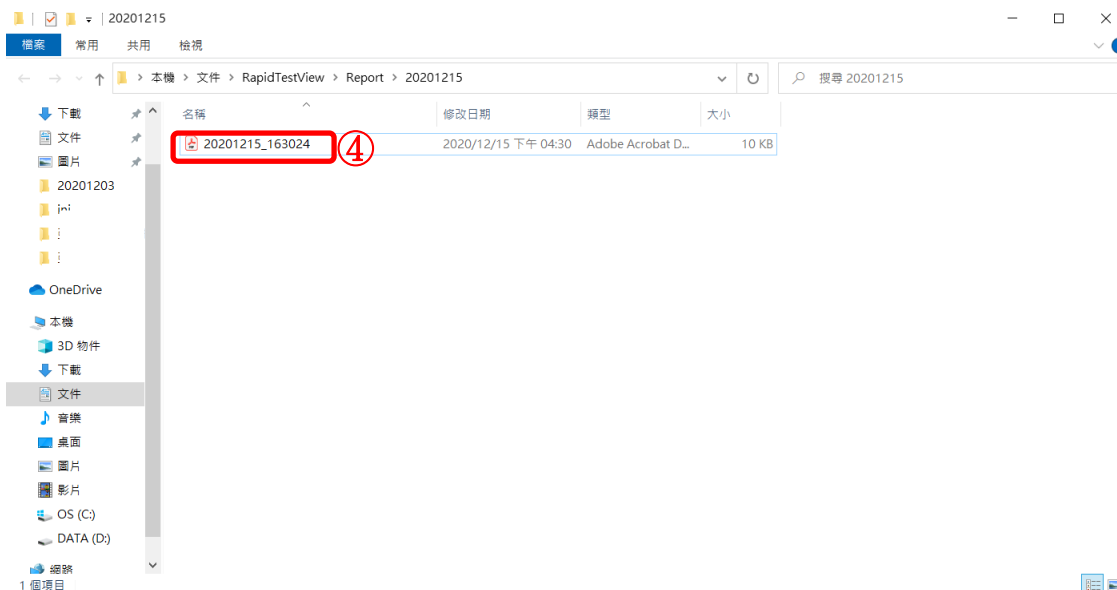 20201215
檔案 常用 共用 檢視
本機 > 文件 > RapidTestView > Report > 20201215
搜尋 20201215
名稱 修改日期 類型 大小
20201215_163024 ④ 2020/12/15 下午 04:30 Adobe Acrobat D... 10 KB
下載
文件
圖片
20201203
OneDrive
本機
3D 物件
下載
文件
音樂
桌面
圖片
影片
OS (C:)
DATA (D:)
網路
1 個項目